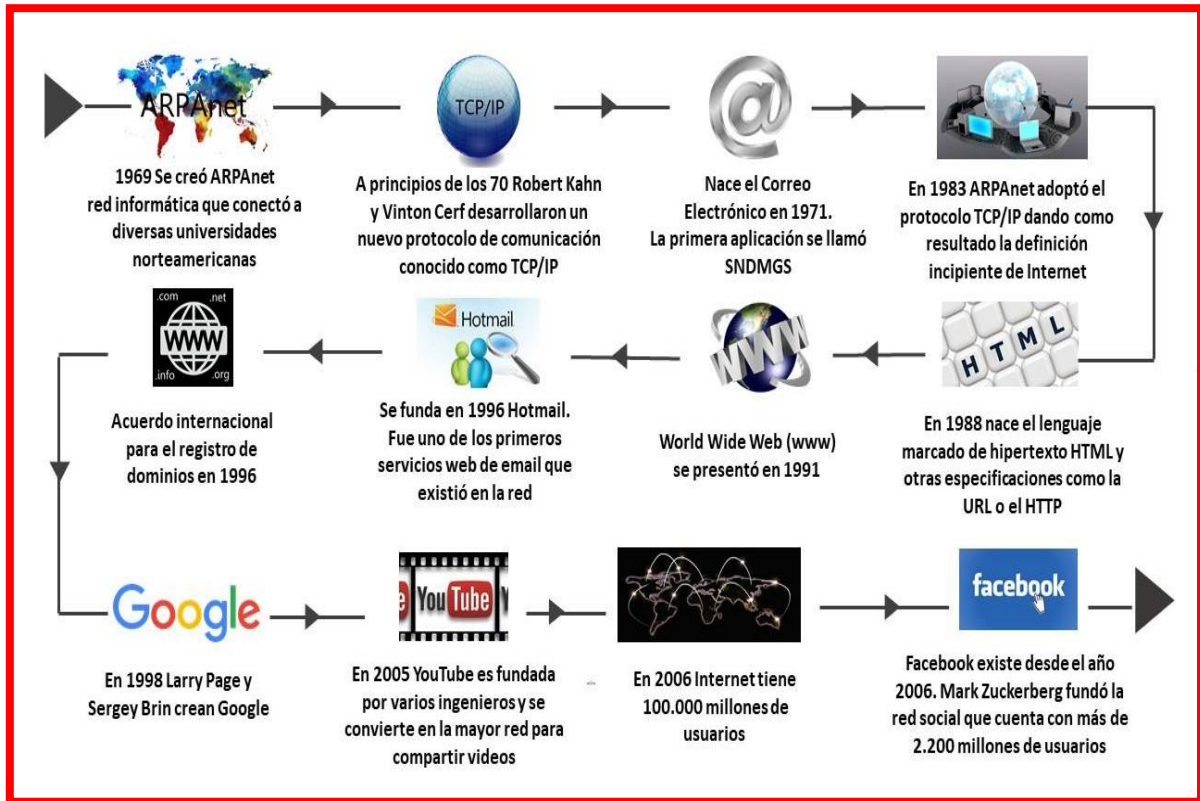 ARPAnet
1969 Se creó ARPAnet
red informática que conectó a
diversas universidades
norteamericanas
TCP/IP
A principios de los 70 Robert Kahn
y Vinton Cerf desarrollaron un
nuevo protocolo de comunicación
conocido como TCP/IP
@
Nace el Correo
Electrónico en 1971.
La primera aplicación se llamó
SNDMGS
En 1983 ARPAnet adoptó el
protocolo TCP/IP dando como
resultado la definición
incipiente de Internet
HTML
En 1988 nace el lenguaje
marcado de hipertexto HTML y
otras especificaciones como la
URL o el HTTP
WWW
World Wide Web (www)
se presentó en 1991
Hotmail
Se funda en 1996 Hotmail.
Fue uno de los primeros
servicios web de email que
existió en la red
.com .net
WWW
.info .org
Acuerdo internacional
para el registro de
dominios en 1996
Google
En 1998 Larry Page y
Sergey Brin crean Google
e YouTube Y
En 2005 YouTube es fundada
por varios ingenieros y se
convierte en la mayor red para
compartir videos
En 2006 Internet tiene
100.000 millones de
usuarios
facebook
Facebook existe desde el año
2006. Mark Zuckerberg fundó la
red social que cuenta con más de
2.200 millones de usuarios